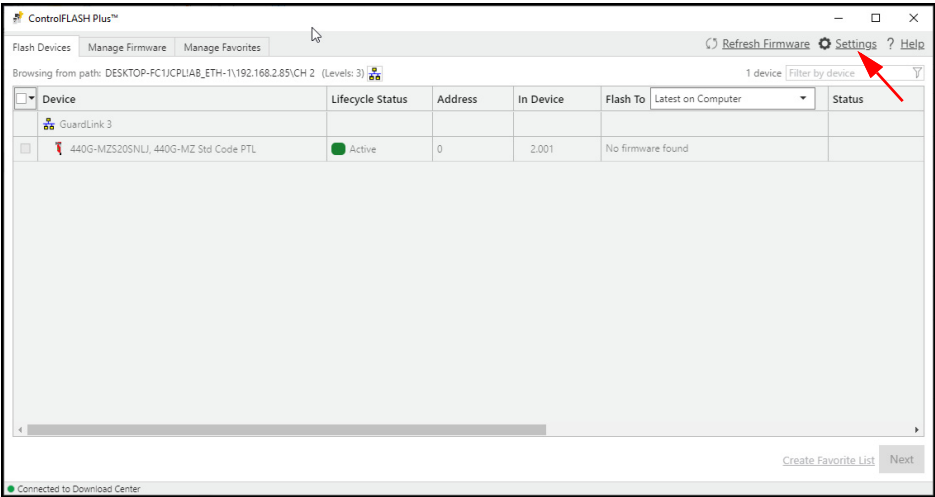 ControlFLASH Plus™
Flash Devices Manage Firmware Manage Favorites Refresh Firmware Settings ? Help
Browsing from path: DESKTOP-FC1JCPL!AB_ETH-1\192.168.2.85\CH 2 (Levels: 3) 1 device Filter by device
Device Lifecycle Status Address In Device Flash To Latest on Computer Status
GuardLink 3
440G-MZS20SNLJ, 440G-MZ Std Code PTL Active 0 2.001 No firmware found
Create Favorite List Next
Connected to Download Center